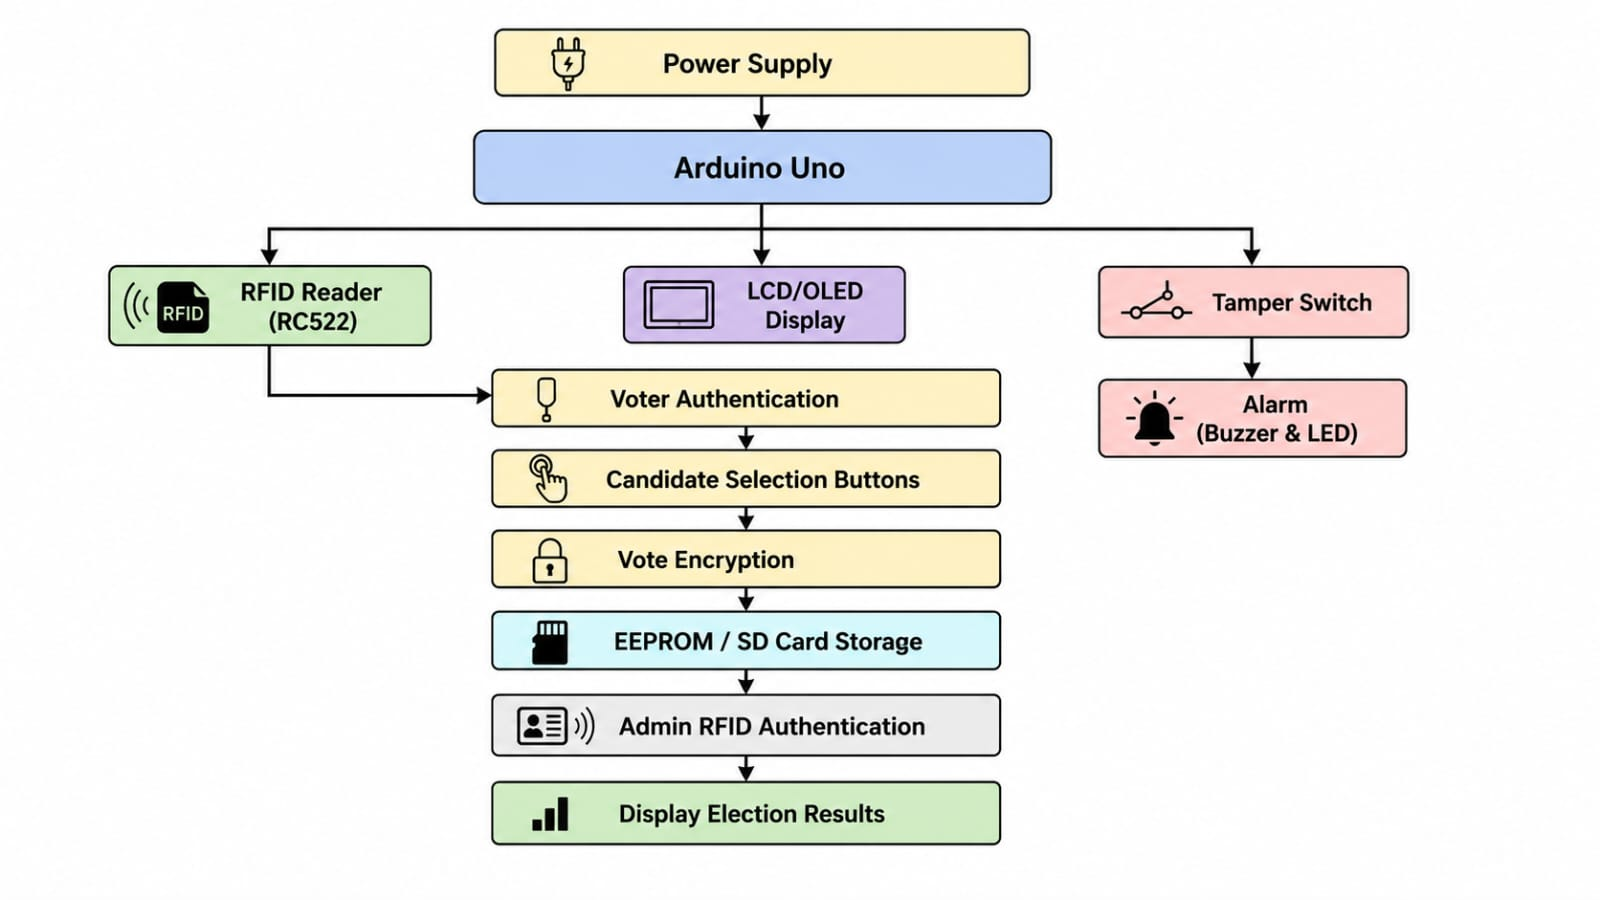 Power Supply
Arduino Uno
RFID
RFID Reader
(RC522)
LCD/OLED
Display
Tamper Switch
Voter Authentication
Alarm
(Buzzer & LED)
Candidate Selection Buttons
Vote Encryption
EEPROM / SD Card Storage
Admin RFID Authentication
Display Election Results